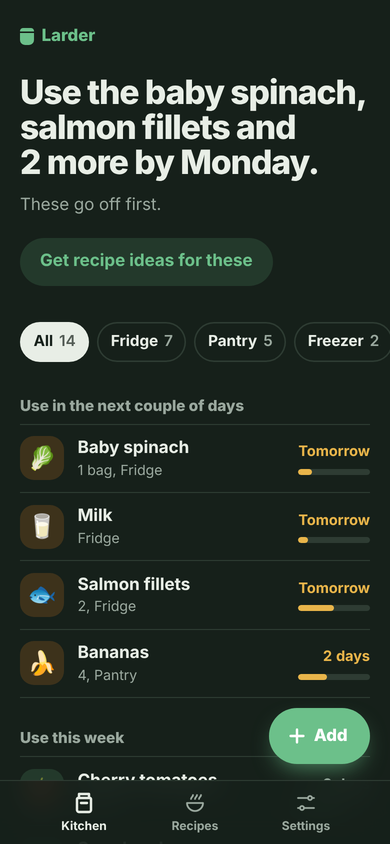 Larder
Use the baby spinach,
salmon fillets and
2 more by Monday.
These go off first.
Get recipe ideas for these
All 14
Fridge 7
Pantry 5
Freezer 2
Use in the next couple of days
Baby spinach
Tomorrow
1 bag, Fridge
Milk
Tomorrow
Fridge
Salmon fillets
Tomorrow
2, Fridge
Bananas
2 days
4, Pantry
Use this week
+ Add
Cherry tomatoes
Kitchen
Recipes
Settings